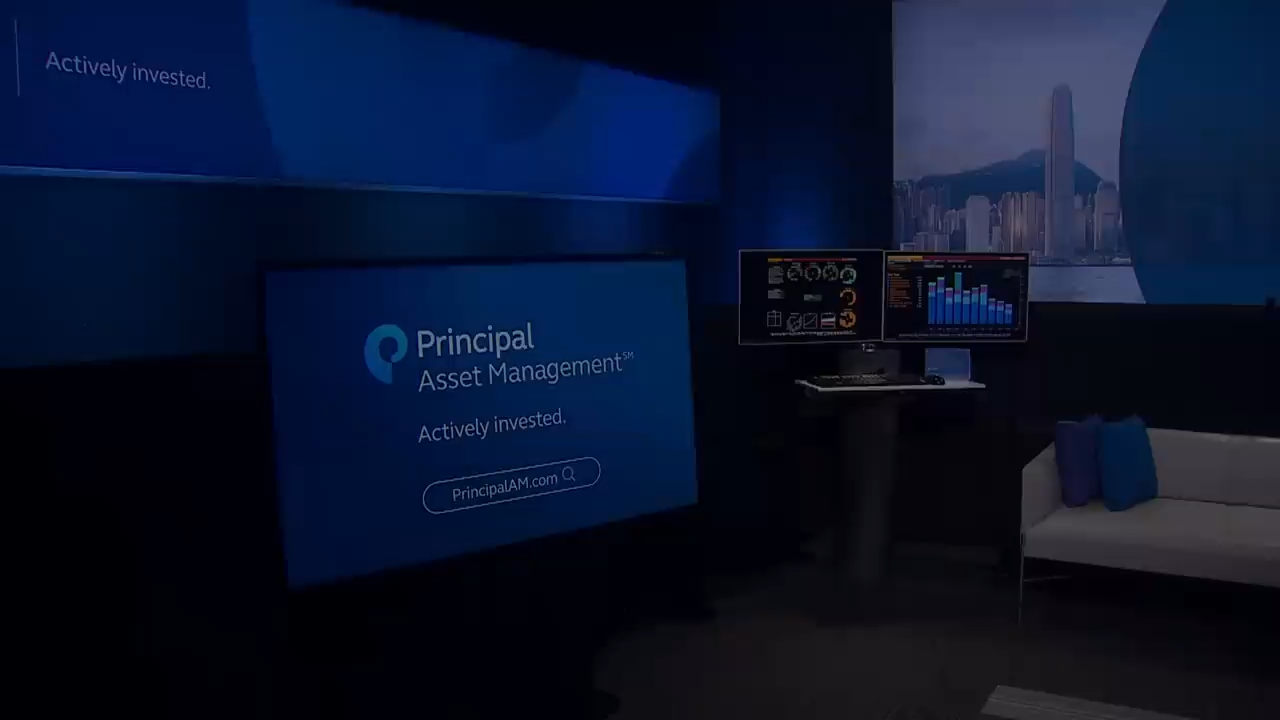 Actively invested.
Principal
Asset Management℠
Actively invested.
PrincipalAM.com